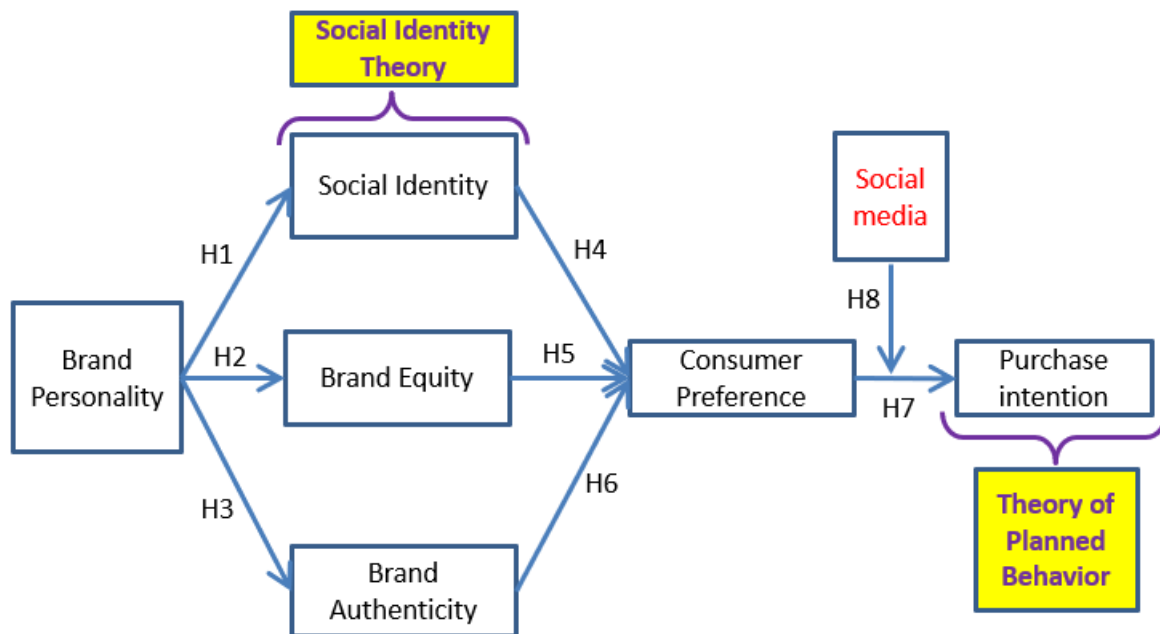 Social Identity
Theory
Social Identity
Social
media
H1
H4
H8
Brand
Personality
H2
Brand Equity
H5
Consumer
Preference
H7
Purchase
intention
H3
H6
Brand
Authenticity
Theory of
Planned
Behavior